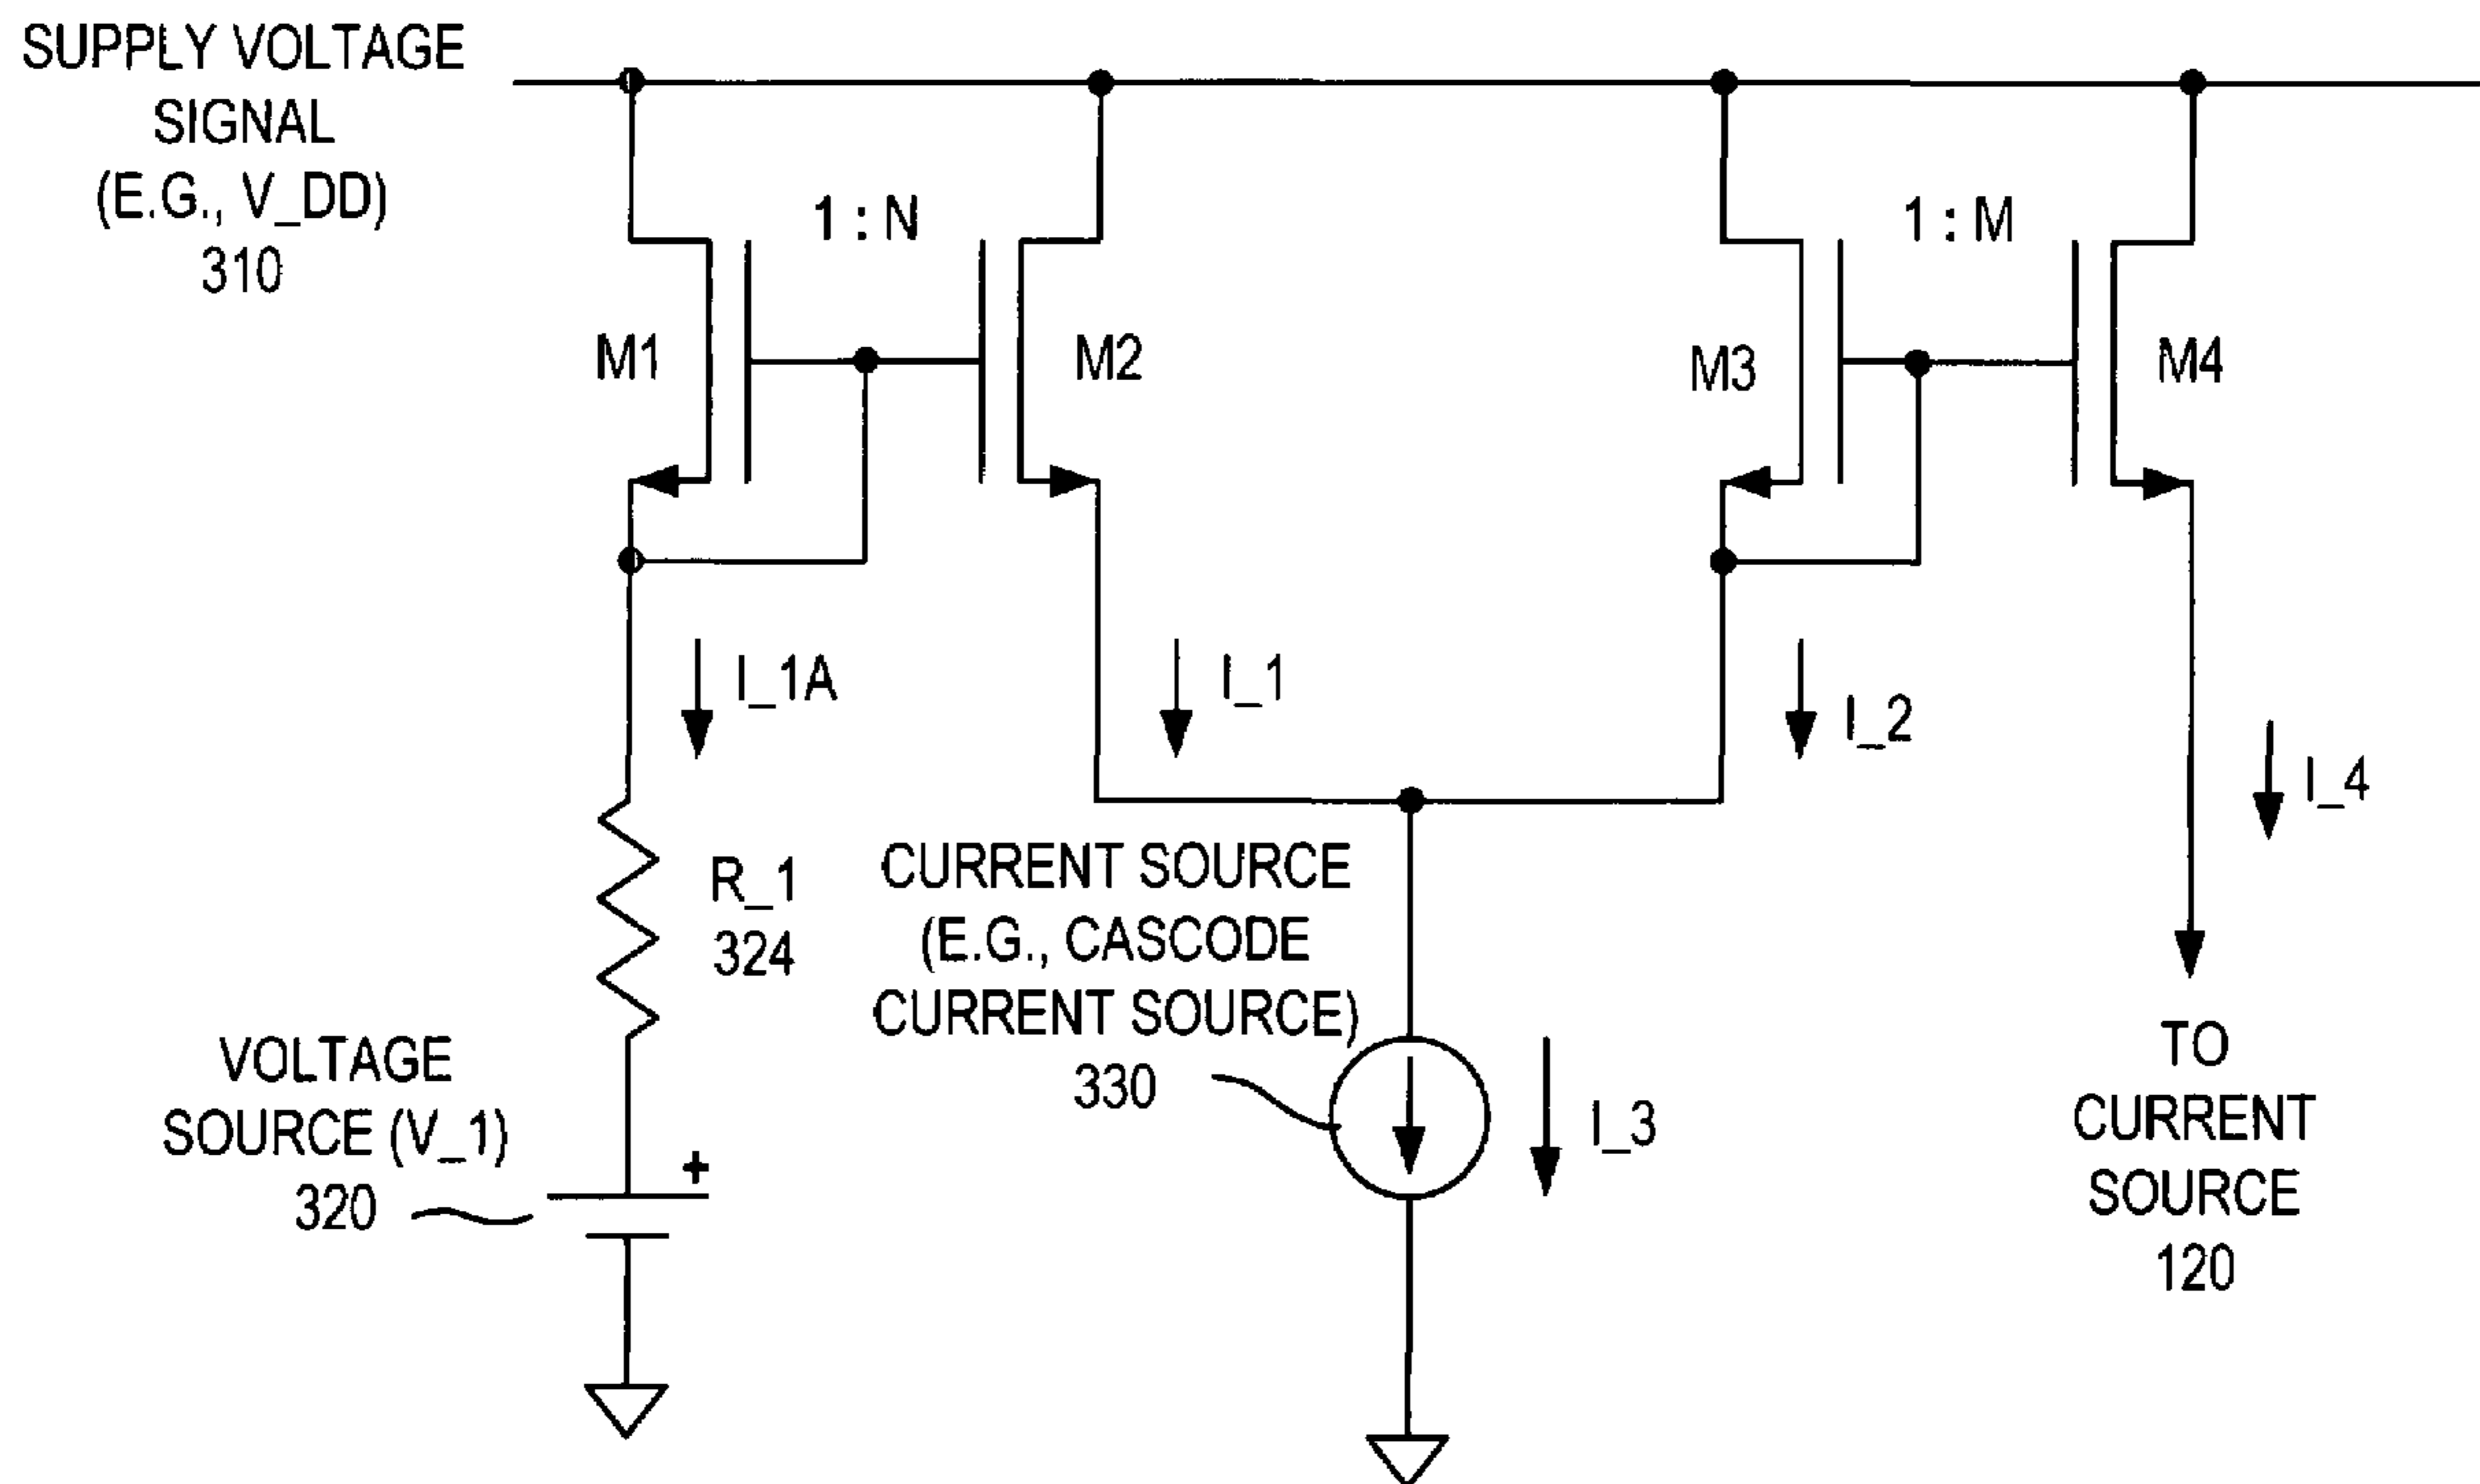 SUPPLY VOLTAGE
SIGNAL
(E.G., V_DD)
310
1 : N
1 : M
M1
M2
M3
M4
I_1A
I_1
I_2
I_4
R_1
324
CURRENT SOURCE
(E.G., CASCODE
CURRENT SOURCE)
330
VOLTAGE
SOURCE (V_1)
320
+
I_3
TO
CURRENT
SOURCE
120